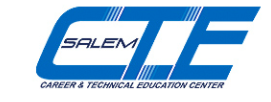 SALEM
CTE
CAREER & TECHNICAL EDUCATION CENTER